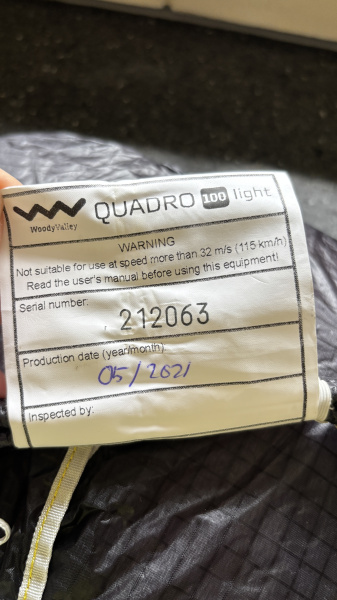 QUADRO 100 light
WoodyValley
WARNING
Not suitable for use at speed more than 32 m/s (115 km/h)
Read the user's manual before using this equipment!
Serial number:
212063
Production date (year/month)
05/2021
Inspected by: